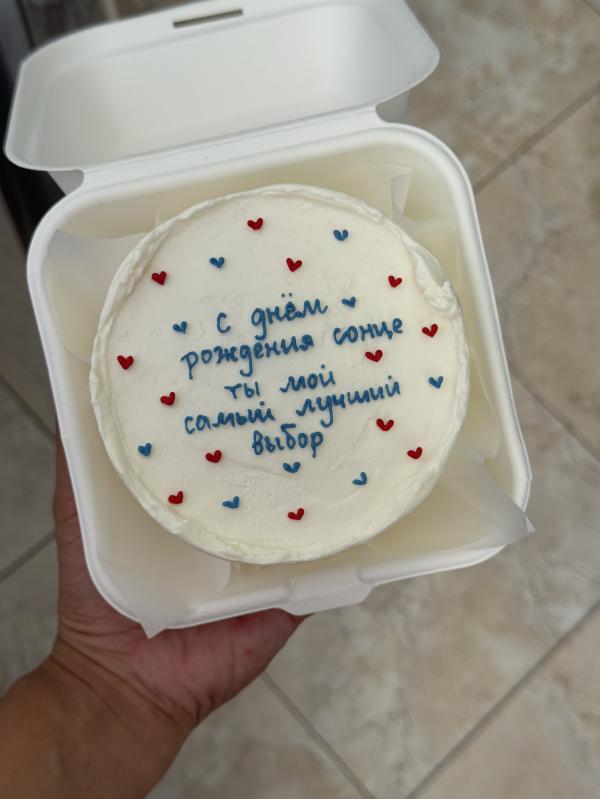 с днём
рождения сонце
ты мой
самый лучший
выбор